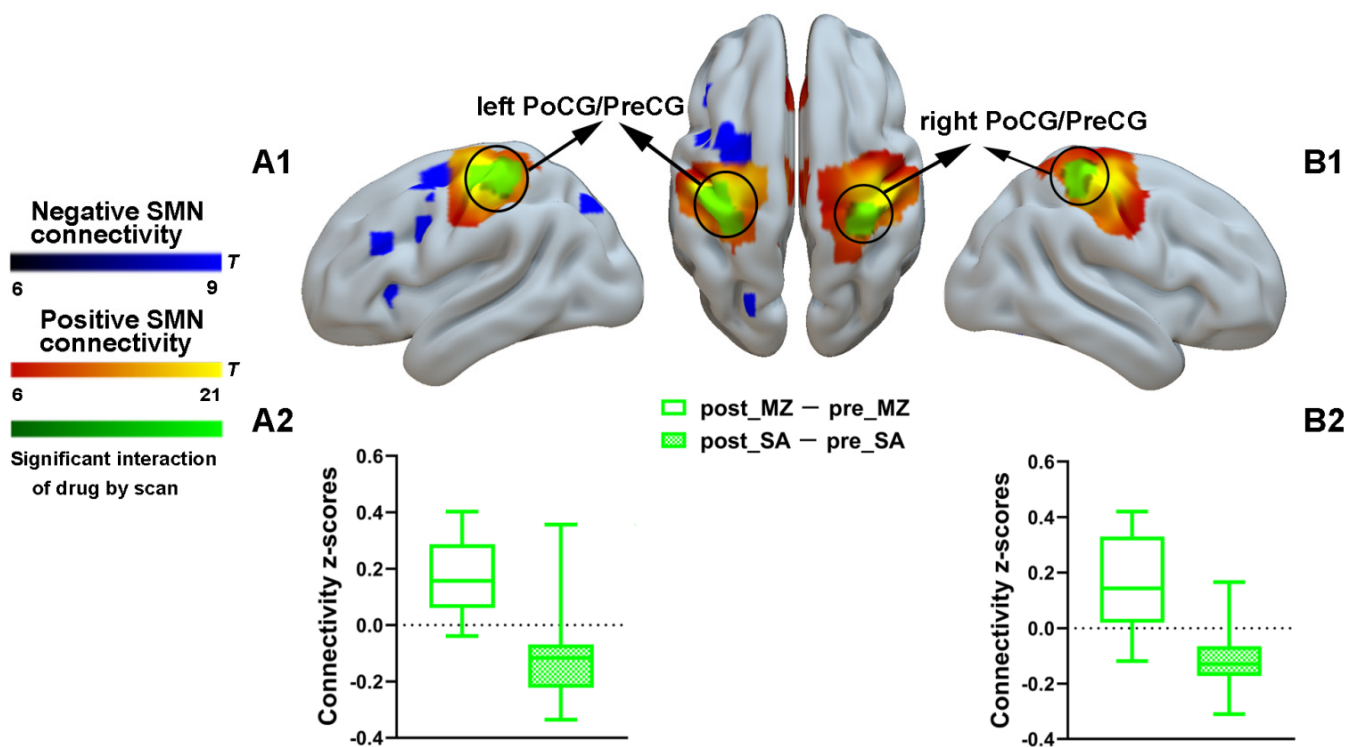 left PoCG/PreCG
right PoCG/PreCG
A1
B1
Negative SMN
connectivity
T
6
9
Positive SMN
connectivity
T
6
21
Significant interaction
of drug by scan
A2
B2
post_MZ — pre_MZ
post_SA — pre_SA
Connectivity z-scores
0.6
0.4
0.2
0.0
-0.2
-0.4
Connectivity z-scores
0.6
0.4
0.2
0.0
-0.2
-0.4